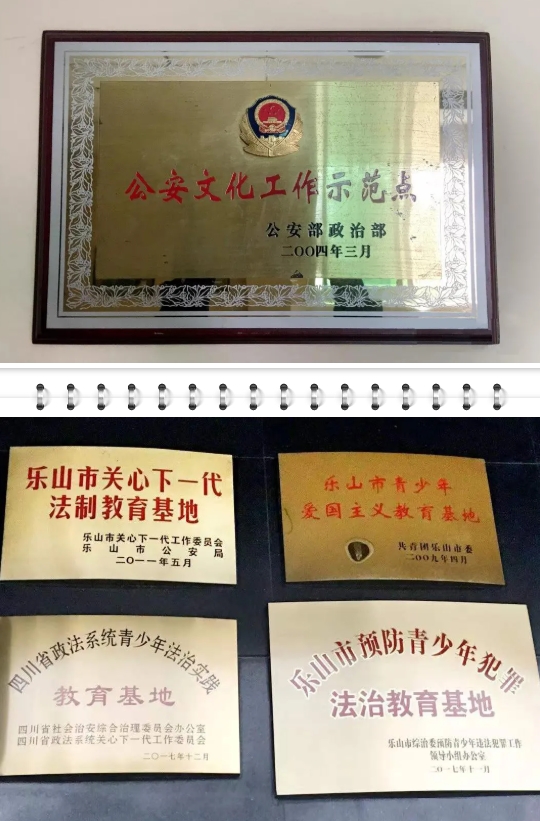 公安文化工作示范点
公安部政治部
二〇〇四年三月
乐山市关心下一代
法制教育基地
乐山市关心下一代工作委员会
乐山市公安局
二〇一一年五月
乐山市青少年
爱国主义教育基地
共青团乐山市委
二〇〇九年四月
四川省政法系统青少年法治实践
教育基地
四川省社会治安综合治理委员会办公室
四川省政法系统关心下一代工作委员会
二〇一七年十二月
乐山市预防青少年犯罪
法治教育基地
乐山市综治委预防青少年违法犯罪工作
领导小组办公室
二〇一七年十一月